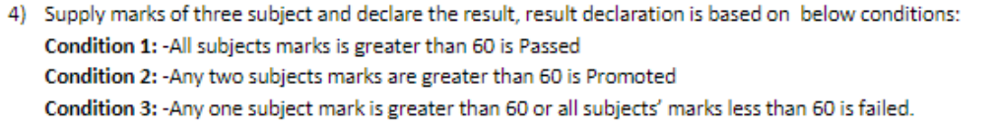 4) Supply marks of three subject and declare the result, result declaration is based on below conditions:
Condition 1: -All subjects marks is greater than 60 is Passed
Condition 2: -Any two subjects marks are greater than 60 is Promoted
Condition 3: -Any one subject mark is greater than 60 or all subjects’ marks less than 60 is failed.